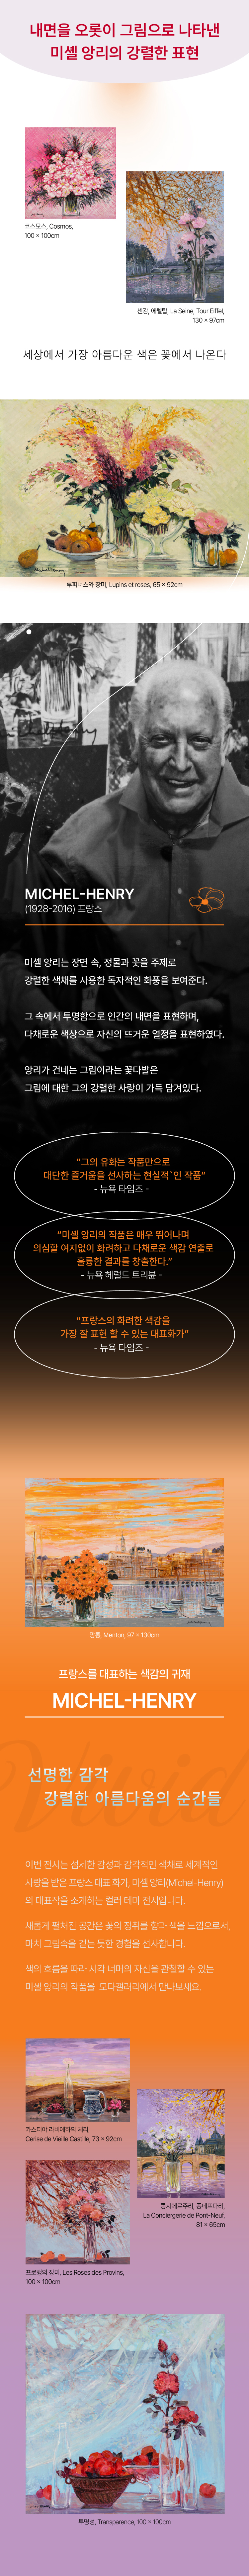 내면을 오롯이 그림으로 나타낸
미셸 앙리의 강렬한 표현
코스모스, Cosmos,
100 × 100cm
센강, 에펠탑, La Seine, Tour Eiffel,
130 × 97cm
세상에서 가장 아름다운 색은 꽃에서 나온다
루피너스와 장미, Lupins et roses, 65 × 92cm
MICHEL-HENRY
(1928-2016) 프랑스
미셸 앙리는 장면 속, 정물과 꽃을 주제로
강렬한 색채를 사용한 독자적인 화풍을 보여준다.
그 속에서 투명함으로 인간의 내면을 표현하며,
다채로운 색상으로 자신의 뜨거운 열정을 표현하였다.
앙리가 건네는 그림이라는 꽃다발은
그림에 대한 그의 강렬한 사랑이 가득 담겨있다.
“그의 유화는 작품만으로
대단한 즐거움을 선사하는 현실적`인 작품”
- 뉴욕 타임즈 -
“미셸 앙리의 작품은 매우 뛰어나며
의심할 여지없이 화려하고 다채로운 색감 연출로
훌륭한 결과를 창출한다.”
- 뉴욕 헤럴드 트리뷴 -
“프랑스의 화려한 색감을
가장 잘 표현 할 수 있는 대표화가”
- 뉴욕 타임즈 -
망통, Menton, 97 × 130cm
프랑스를 대표하는 색감의 귀재
MICHEL-HENRY
Vivid
선명한 감각
강렬한 아름다움의 순간들
이번 전시는 섬세한 감성과 감각적인 색채로 세계적인
사랑을 받은 프랑스 대표 화가, 미셸 앙리(Michel-Henry)
의 대표작을 소개하는 컬러 테마 전시입니다.
새롭게 펼쳐진 공간은 꽃의 정취를 향과 색을 느낌으로서,
마치 그림속을 걷는 듯한 경험을 선사합니다.
색의 흐름을 따라 시각 너머의 자신을 관철할 수 있는
미셸 앙리의 작품을 모다갤러리에서 만나보세요.
카스티야 라비에하의 체리,
Cerise de Vieille Castille, 73 × 92cm
콩시에르주리, 퐁네프다리,
La Conciergerie de Pont-Neuf,
81 × 65cm
프로뱅의 장미, Les Roses des Provins,
100 × 100cm
투명성, Transparence, 100 × 100cm